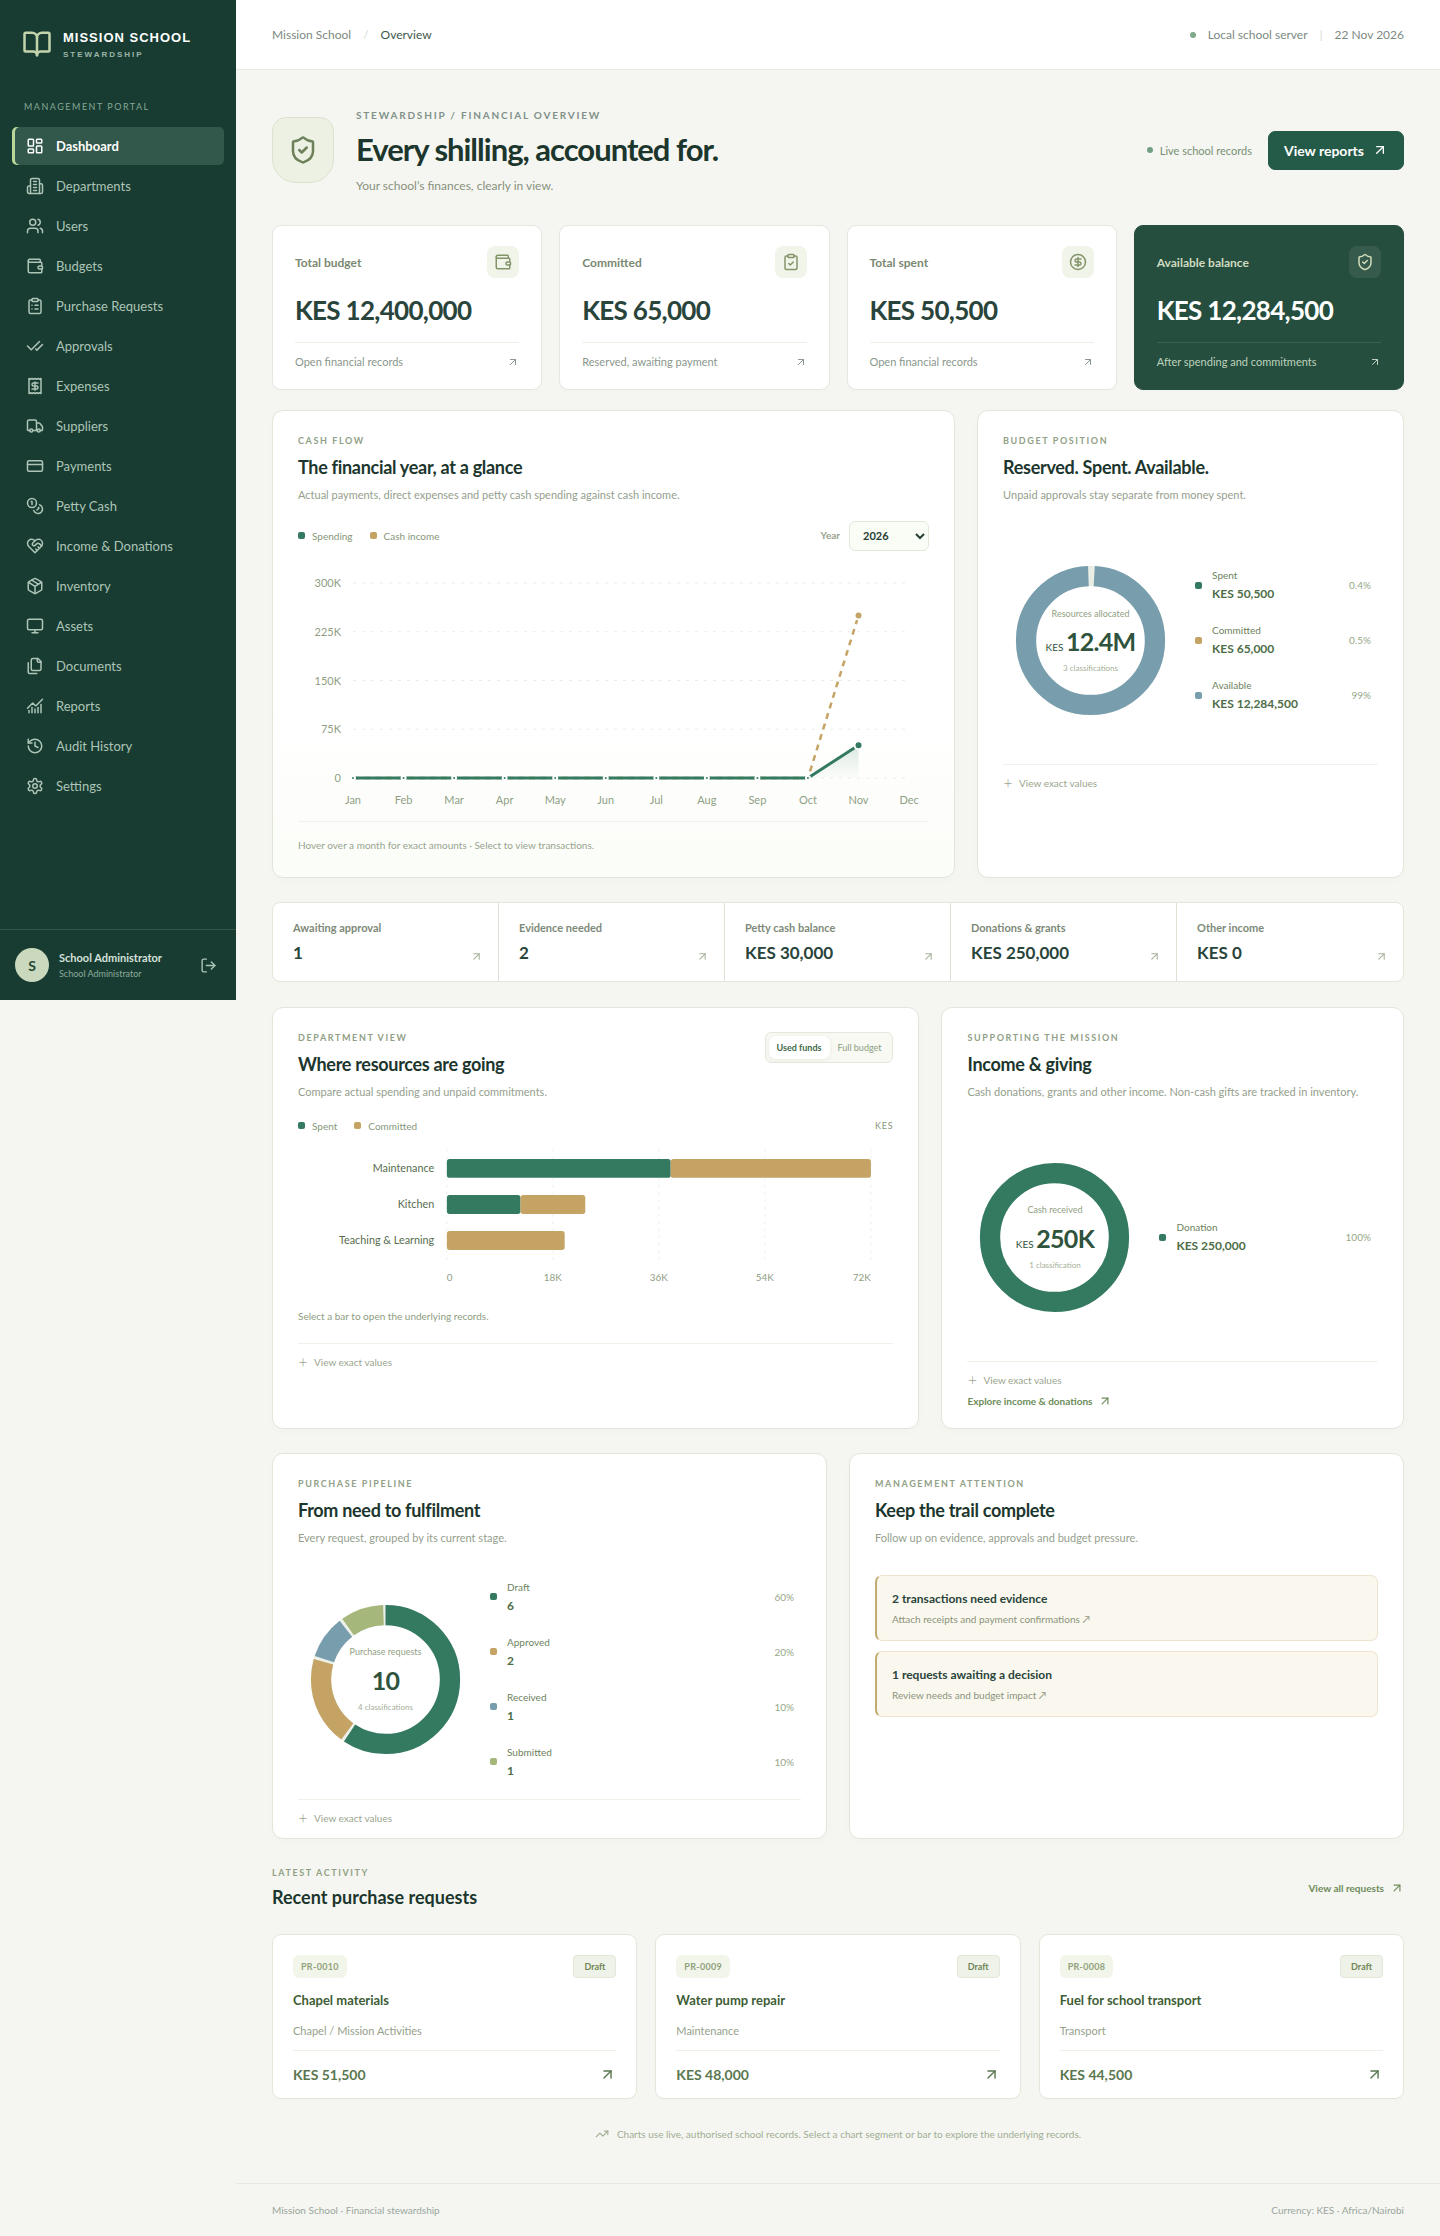 MISSION SCHOOL
STEWARDSHIP
MANAGEMENT PORTAL
Dashboard
Departments
Users
Budgets
Purchase Requests
Approvals
Expenses
Suppliers
Payments
Petty Cash
Income & Donations
Inventory
Assets
Documents
Reports
Audit History
Settings
S
School Administrator
School Administrator
Mission School / Overview
Local school server | 22 Nov 2026
STEWARDSHIP / FINANCIAL OVERVIEW
Every shilling, accounted for.
Your school's finances, clearly in view.
Live school records
View reports
Total budget
KES 12,400,000
Open financial records
Committed
KES 65,000
Reserved, awaiting payment
Total spent
KES 50,500
Open financial records
Available balance
KES 12,284,500
After spending and commitments
CASH FLOW
The financial year, at a glance
Actual payments, direct expenses and petty cash spending against cash income.
Spending
Cash income
Year
2026
300K
225K
150K
75K
0
Jan Feb Mar Apr May Jun Jul Aug Sep Oct Nov Dec
Hover over a month for exact amounts · Select to view transactions.
BUDGET POSITION
Reserved. Spent. Available.
Unpaid approvals stay separate from money spent.
Resources allocated
KES 12.4M
3 classifications
Spent
KES 50,500
0.4%
Committed
KES 65,000
0.5%
Available
KES 12,284,500
99%
+ View exact values
Awaiting approval
1
Evidence needed
2
Petty cash balance
KES 30,000
Donations & grants
KES 250,000
Other income
KES 0
DEPARTMENT VIEW
Where resources are going
Compare actual spending and unpaid commitments.
Used funds
Full budget
Spent
Committed
KES
Maintenance
Kitchen
Teaching & Learning
0 18K 36K 54K 72K
Select a bar to open the underlying records.
+ View exact values
SUPPORTING THE MISSION
Income & giving
Cash donations, grants and other income. Non-cash gifts are tracked in inventory.
Cash received
KES 250K
1 classification
Donation
KES 250,000
100%
+ View exact values
Explore income & donations
PURCHASE PIPELINE
From need to fulfilment
Every request, grouped by its current stage.
Purchase requests
10
4 classifications
Draft
6
60%
Approved
2
20%
Received
1
10%
Submitted
1
10%
+ View exact values
MANAGEMENT ATTENTION
Keep the trail complete
Follow up on evidence, approvals and budget pressure.
2 transactions need evidence
Attach receipts and payment confirmations ↗
1 requests awaiting a decision
Review needs and budget impact ↗
LATEST ACTIVITY
Recent purchase requests
View all requests
PR-0010
Draft
Chapel materials
Chapel / Mission Activities
KES 51,500
PR-0009
Draft
Water pump repair
Maintenance
KES 48,000
PR-0008
Draft
Fuel for school transport
Transport
KES 44,500
Charts use live, authorised school records. Select a chart segment or bar to explore the underlying records.
Mission School · Financial stewardship
Currency: KES · Africa/Nairobi